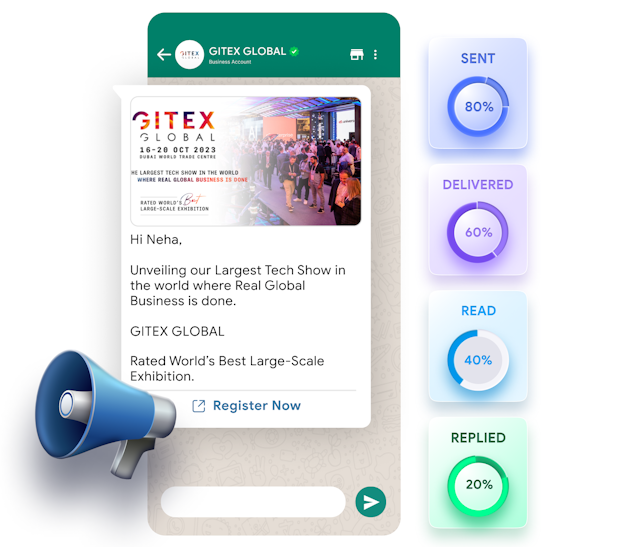 GITEX GLOBAL
GITEX GLOBAL
Business Account
GITEX
GLOBAL
16-20 OCT 2023
DUBAI WORLD TRADE CENTRE
HE LARGEST TECH SHOW IN THE WORLD
WHERE REAL GLOBAL BUSINESS IS DONE
RATED WORLD'S Best
LARGE-SCALE EXHIBITION
Hi Neha,
Unveiling our Largest Tech Show in
the world where Real Global
Business is done.
GITEX GLOBAL
Rated World's Best Large-Scale
Exhibition.
Register Now
SENT
80%
DELIVERED
60%
READ
40%
REPLIED
20%